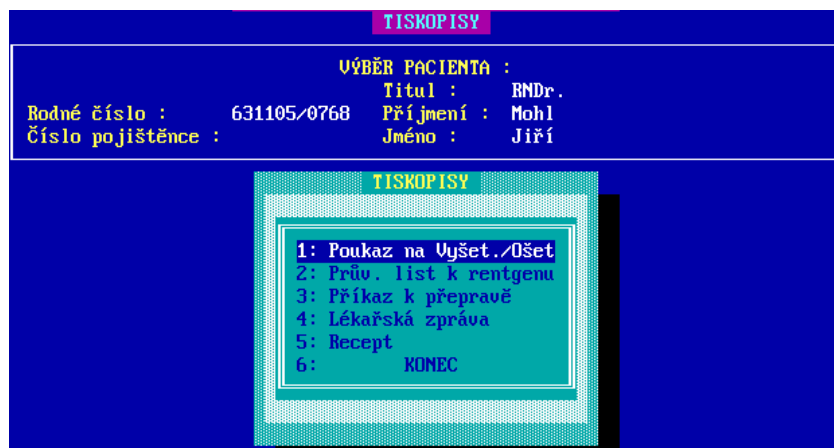 TISKOPISY
VÝBĚR PACIENTA :
Titul : RNDr.
Rodné číslo : 631105/0768 Příjmení : Mohl
Číslo pojištěnce : Jméno : Jiří
TISKOPISY
1: Poukaz na Vyšet./Ošet
2: Prův. list k rentgenu
3: Příkaz k přepravě
4: Lékařská zpráva
5: Recept
6: KONEC